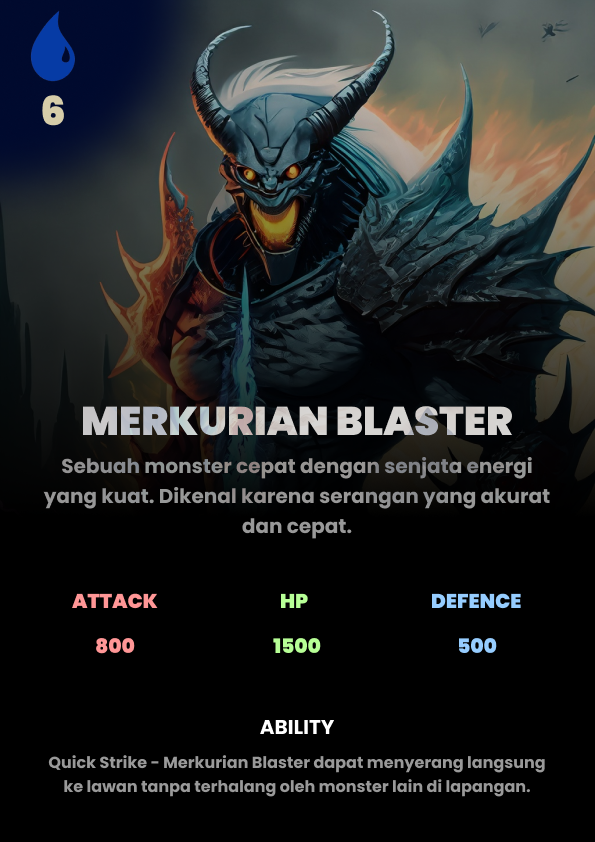 6
MERKURIAN BLASTER
Sebuah monster cepat dengan senjata energi
yang kuat. Dikenal karena serangan yang akurat
dan cepat.
ATTACK HP DEFENCE
800 1500 500
ABILITY
Quick Strike - Merkurian Blaster dapat menyerang langsung
ke lawan tanpa terhalang oleh monster lain di lapangan.